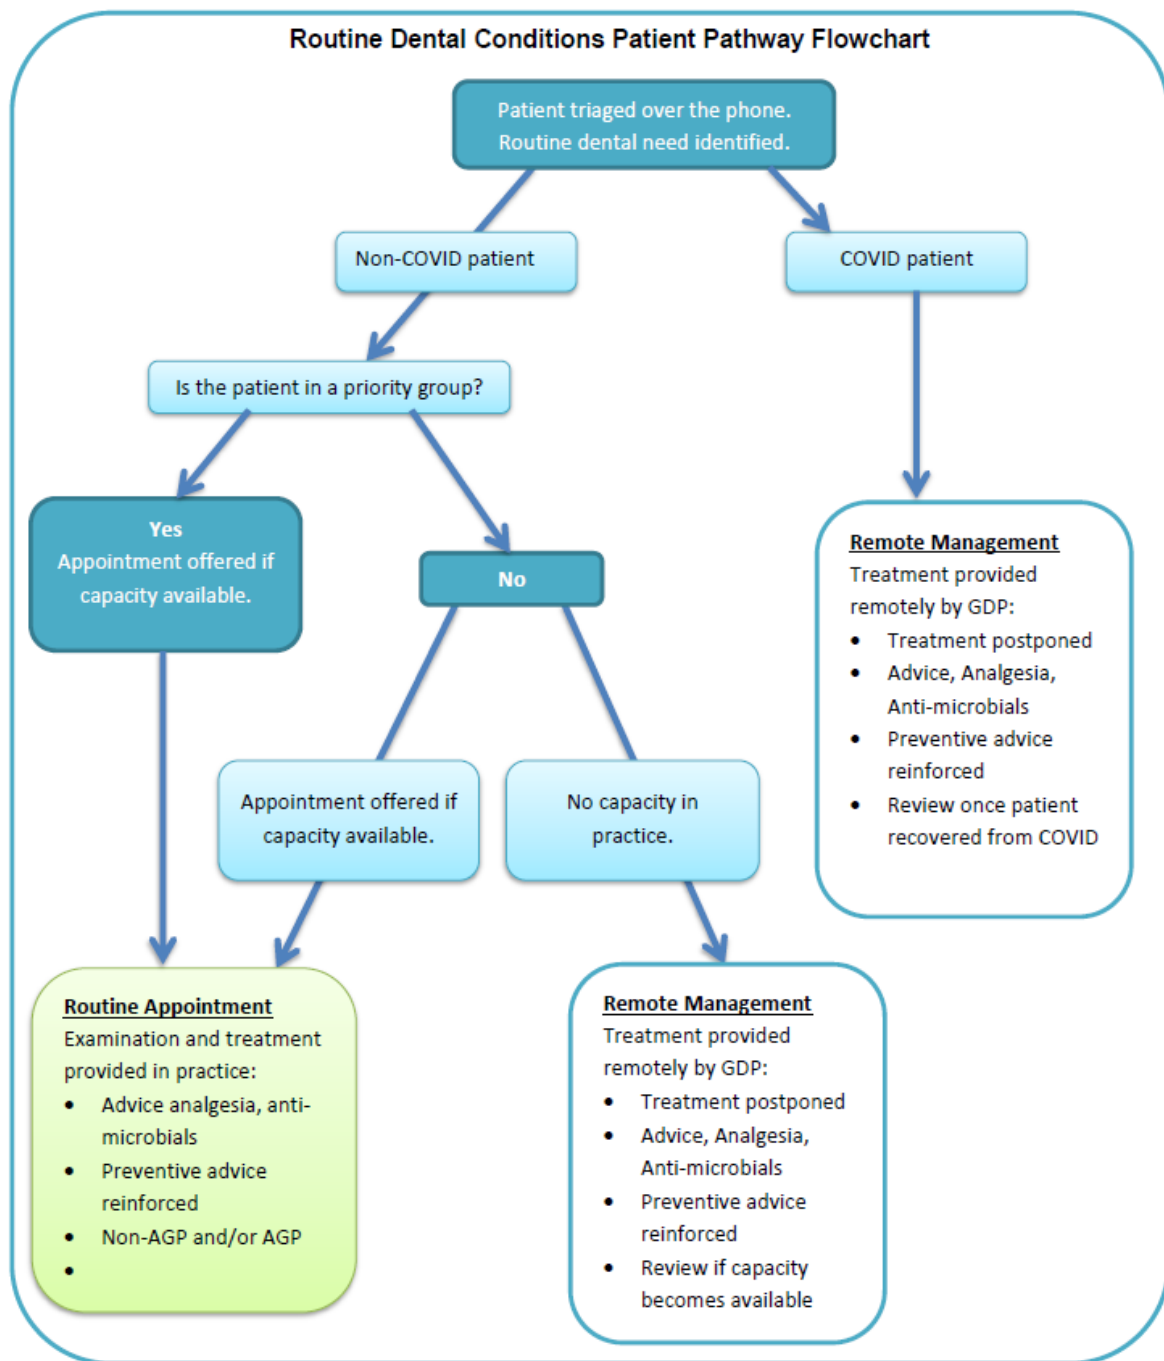 Routine Dental Conditions Patient Pathway Flowchart
Patient triaged over the phone.
Routine dental need identified.
Non-COVID patient
COVID patient
Is the patient in a priority group?
Yes
Appointment offered if
capacity available.
No
Remote Management
Treatment provided
remotely by GDP:
• Treatment postponed
• Advice, Analgesia,
Anti-microbials
• Preventive advice
reinforced
• Review once patient
recovered from COVID
Appointment offered if
capacity available.
No capacity in
practice.
Routine Appointment
Examination and treatment
provided in practice:
• Advice analgesia, anti-
microbials
• Preventive advice
reinforced
• Non-AGP and/or AGP
•
Remote Management
Treatment provided
remotely by GDP:
• Treatment postponed
• Advice, Analgesia,
Anti-microbials
• Preventive advice
reinforced
• Review if capacity
becomes available